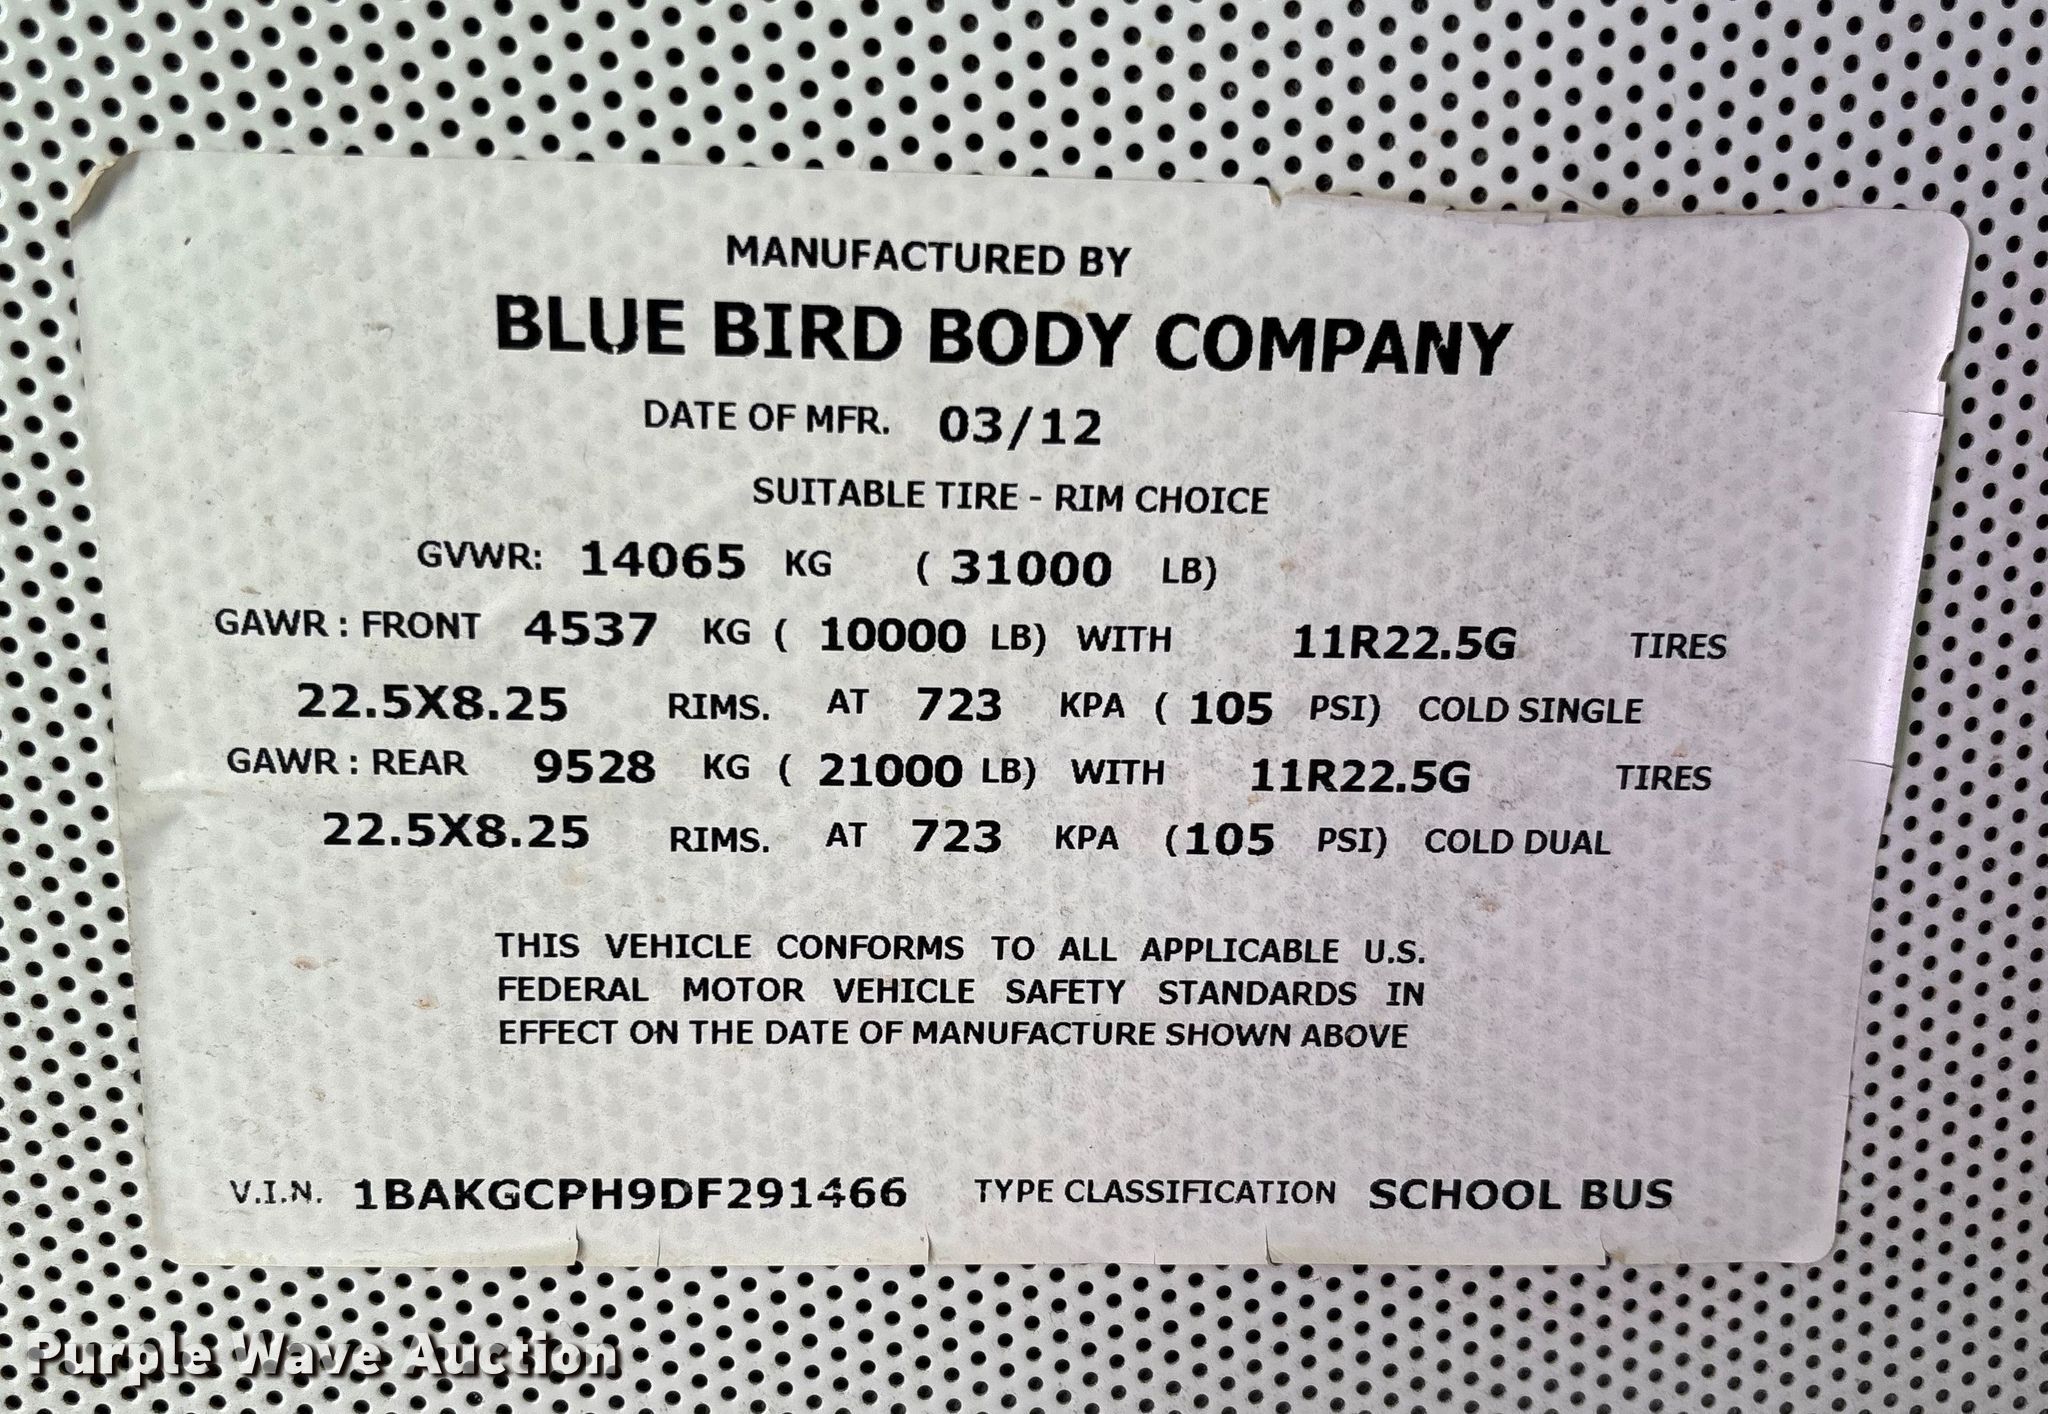 MANUFACTURED BY
BLUE BIRD BODY COMPANY
DATE OF MFR. 03/12
SUITABLE TIRE - RIM CHOICE
GVWR: 14065 KG ( 31000 LB)
GAWR : FRONT 4537 KG ( 10000 LB) WITH 11R22.5G TIRES
22.5X8.25 RIMS. AT 723 KPA ( 105 PSI) COLD SINGLE
GAWR : REAR 9528 KG ( 21000 LB) WITH 11R22.5G TIRES
22.5X8.25 RIMS. AT 723 KPA (105 PSI) COLD DUAL
THIS VEHICLE CONFORMS TO ALL APPLICABLE U.S.
FEDERAL MOTOR VEHICLE SAFETY STANDARDS IN
EFFECT ON THE DATE OF MANUFACTURE SHOWN ABOVE
V.I.N. 1BAKGCPH9DF291466 TYPE CLASSIFICATION SCHOOL BUS
Purple Wave Auction